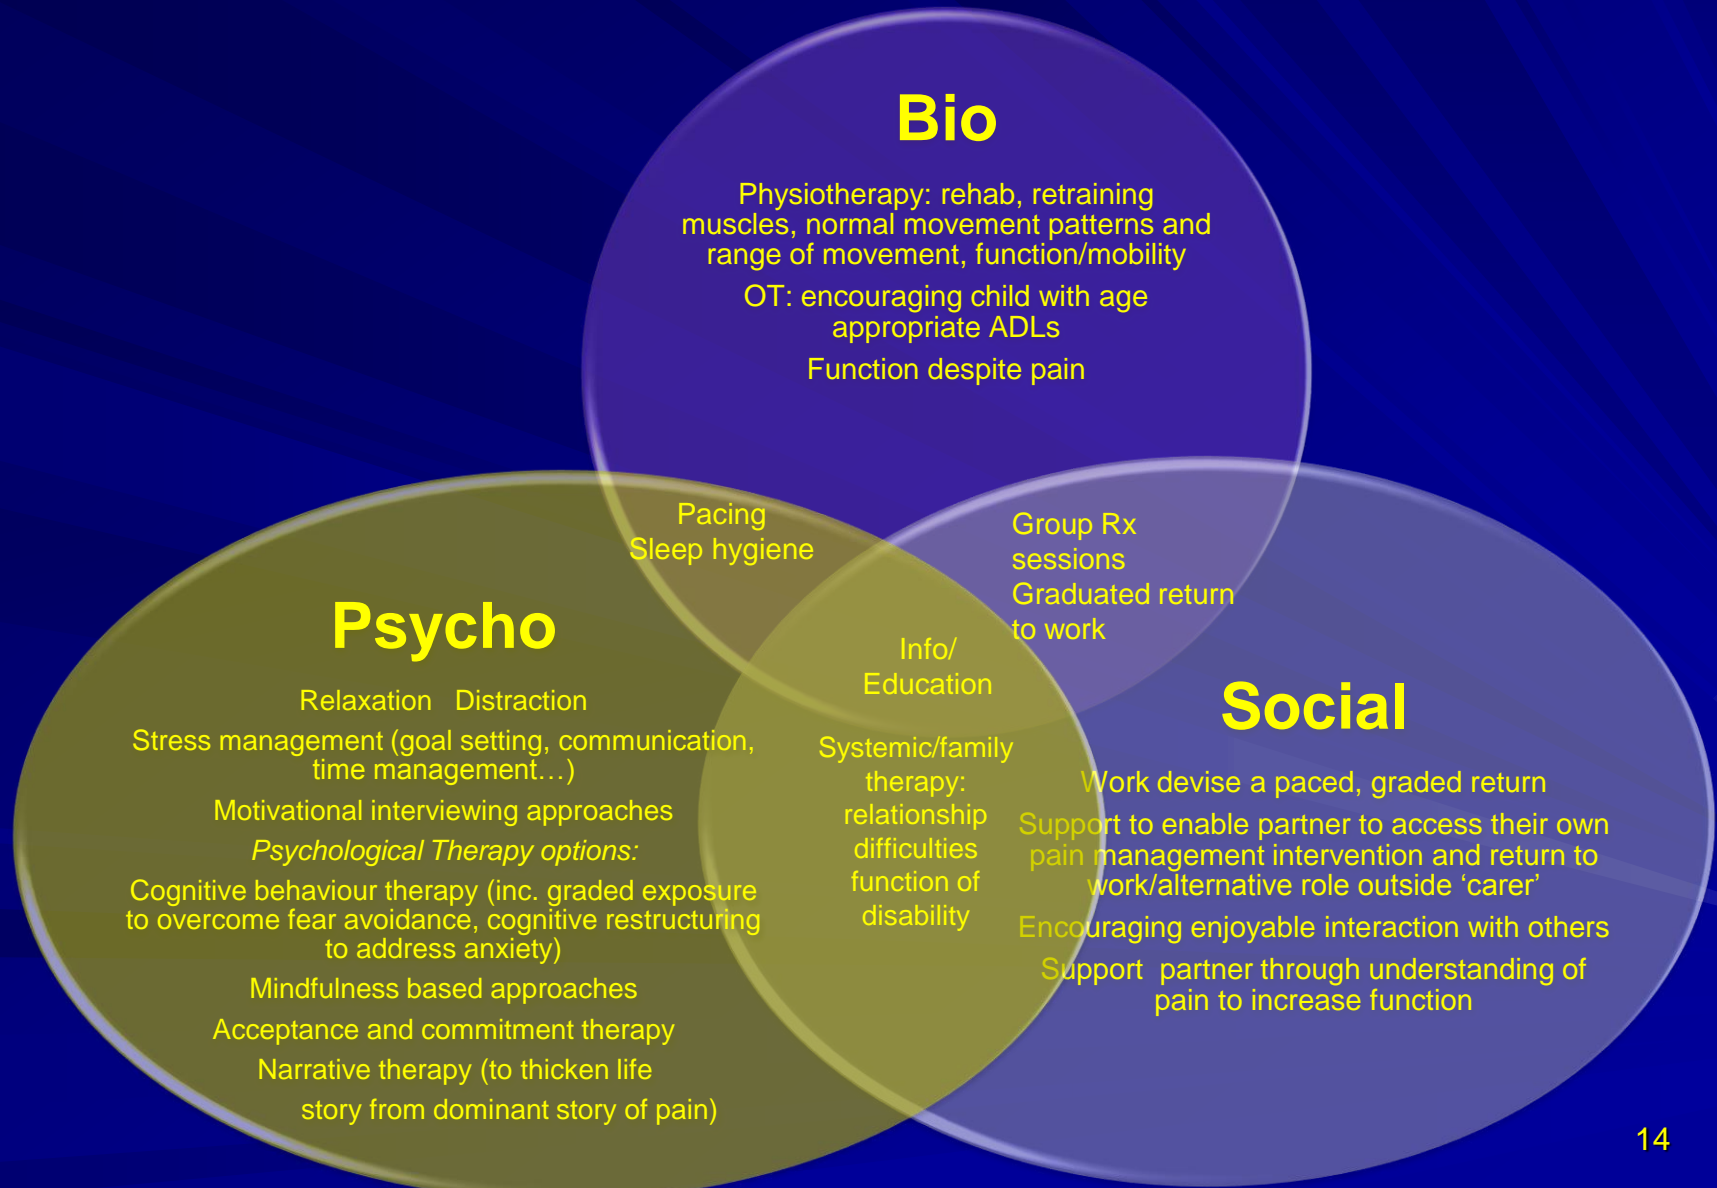 Bio
Physiotherapy: rehab, retraining
muscles, normal movement patterns and
range of movement, function/mobility
OT: encouraging child with age
appropriate ADLs
Function despite pain
Pacing
Sleep hygiene
Group Rx
sessions
Graduated return
to work
Psycho
Relaxation   Distraction
Stress management (goal setting, communication,
time management…)
Motivational interviewing approaches
Psychological Therapy options:
Cognitive behaviour therapy (inc. graded exposure
to overcome fear avoidance, cognitive restructuring
to address anxiety)
Mindfulness based approaches
Acceptance and commitment therapy
Narrative therapy (to thicken life
story from dominant story of pain)
Info/
Education
Systemic/family
therapy:
relationship
difficulties
function of
disability
Social
Work devise a paced, graded return
Support to enable partner to access their own
pain management intervention and return to
work/alternative role outside ‘carer’
Encouraging enjoyable interaction with others
Support  partner through understanding of
pain to increase function
14